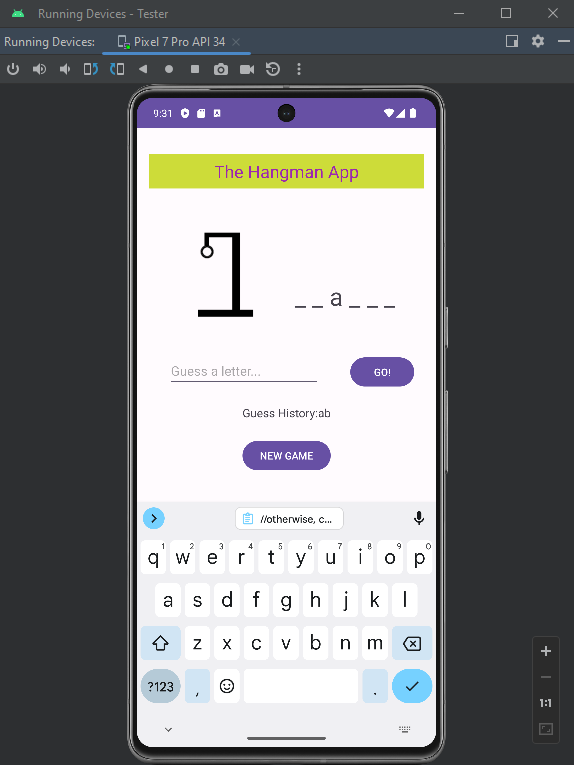 Running Devices - Tester
Running Devices: Pixel 7 Pro API 34
9:31
The Hangman App
_ _ a _ _ _
Guess a letter...
GO!
Guess History:ab
NEW GAME
//otherwise, c...
1 2 3 4 5 6 7 8 9 0
q w e r t y u i o p
a s d f g h j k l
z x c v b n m
?123 , .
1:1